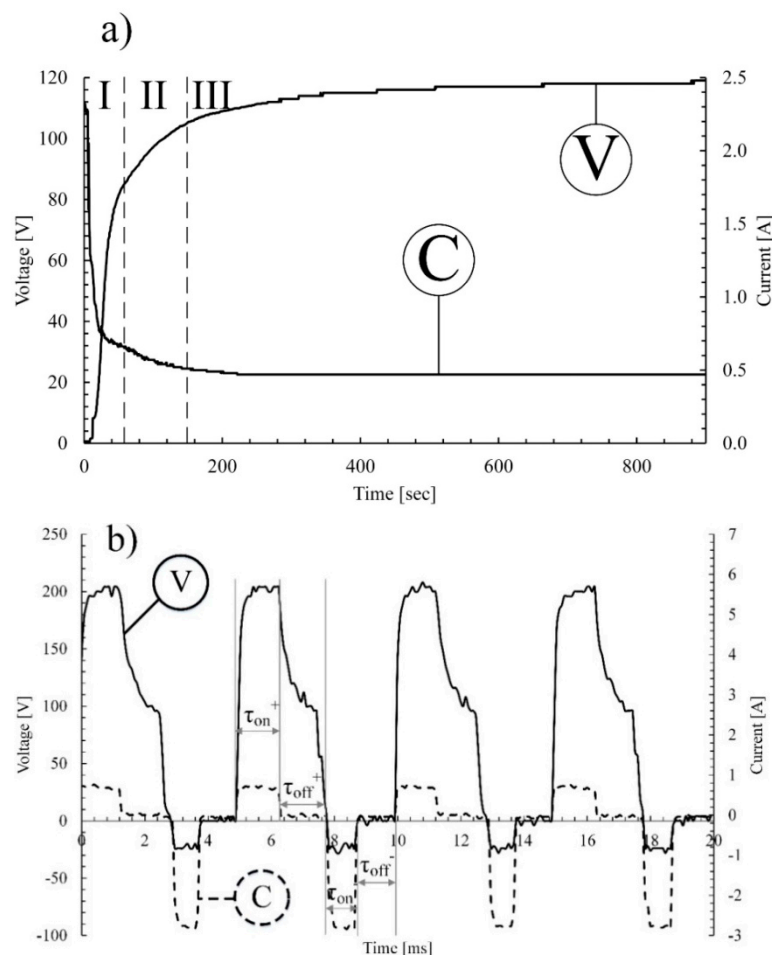 a)
I II III
120
100
80
60
40
20
0
Voltage [V]
2.5
2.0
1.5
1.0
0.5
0.0
Current [A]
V
C
0 200 400 600 800
Time [sec]
b)
250
200
150
100
50
0
-50
-100
Voltage [V]
7
6
5
4
3
2
1
0
-1
-2
-3
Current [A]
V
τon+
τoff+
0 2 4 6 8 10 12 14 16 18 20
τoff-
τon-
C
Time [ms]